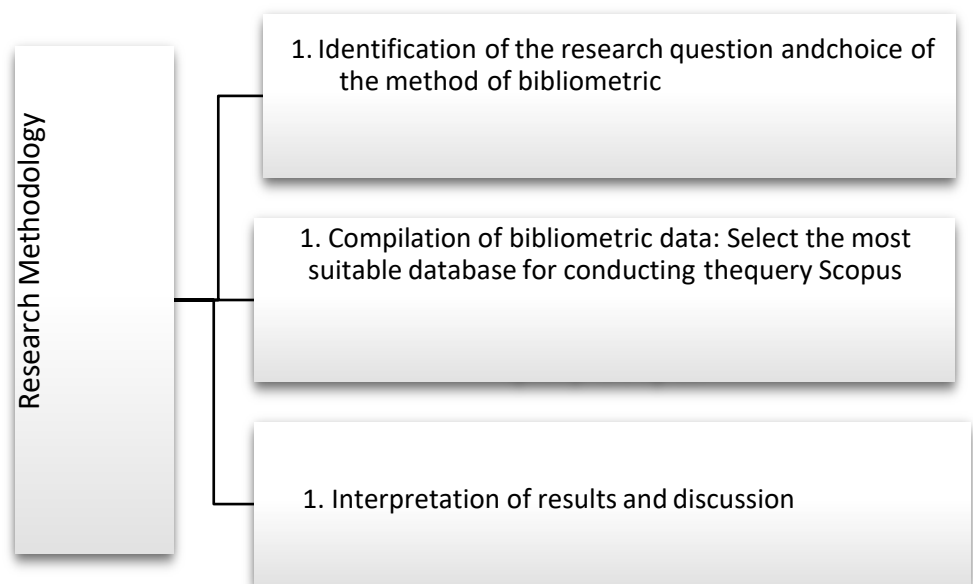 Research Methodology
1. Identification of the research question andchoice of
the method of bibliometric
1. Compilation of bibliometric data: Select the most
suitable database for conducting thequery Scopus
1. Interpretation of results and discussion